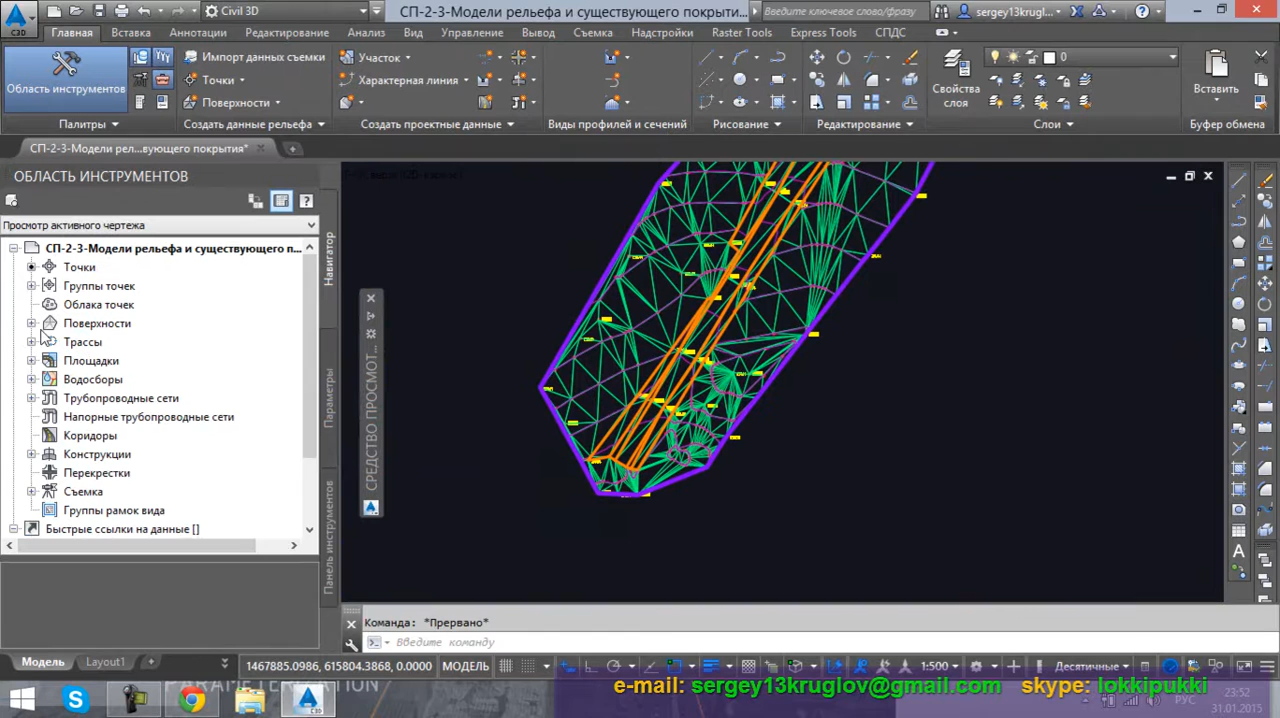 Civil 3D
СП-2-3-Модели рельефа и существующего покрыти...
Введите ключевое слово/фразу
sergey13kruglov...
C3D
Главная
Вставка
Аннотации
Редактирование
Анализ
Вид
Управление
Вывод
Съемка
Надстройки
Raster Tools
Express Tools
СПДС
Область инструментов
Импорт данных съемки
Точки
Поверхности
Участок
Характерная линия
Свойства
слоя
0
Вставить
Палитры
Создать данные рельефа
Создать проектные данные
Виды профилей и сечений
Рисование
Редактирование
Слои
Буфер обмена
СП-2-3-Модели рел...вующего покрытия*
ОБЛАСТЬ ИНСТРУМЕНТОВ
Просмотр активного чертежа
СП-2-3-Модели рельефа и существующего п...
Точки
Группы точек
Облака точек
Поверхности
Трассы
Площадки
Водосборы
Трубопроводные сети
Напорные трубопроводные сети
Коридоры
Конструкции
Перекрестки
Съемка
Группы рамок вида
Быстрые ссылки на данные []
Навигатор
Параметры
Панель инструментов
СРЕДСТВО ПРОСМОТ...
Команда: *Прервано*
Введите команду
Модель
Layout1
1467885.0986, 615804.3868, 0.0000
МОДЕЛЬ
1:500
Десятичные
e-mail: sergey13kruglov@gmail.com skype: lokkipukki
РУС
23:52
31.01.2015